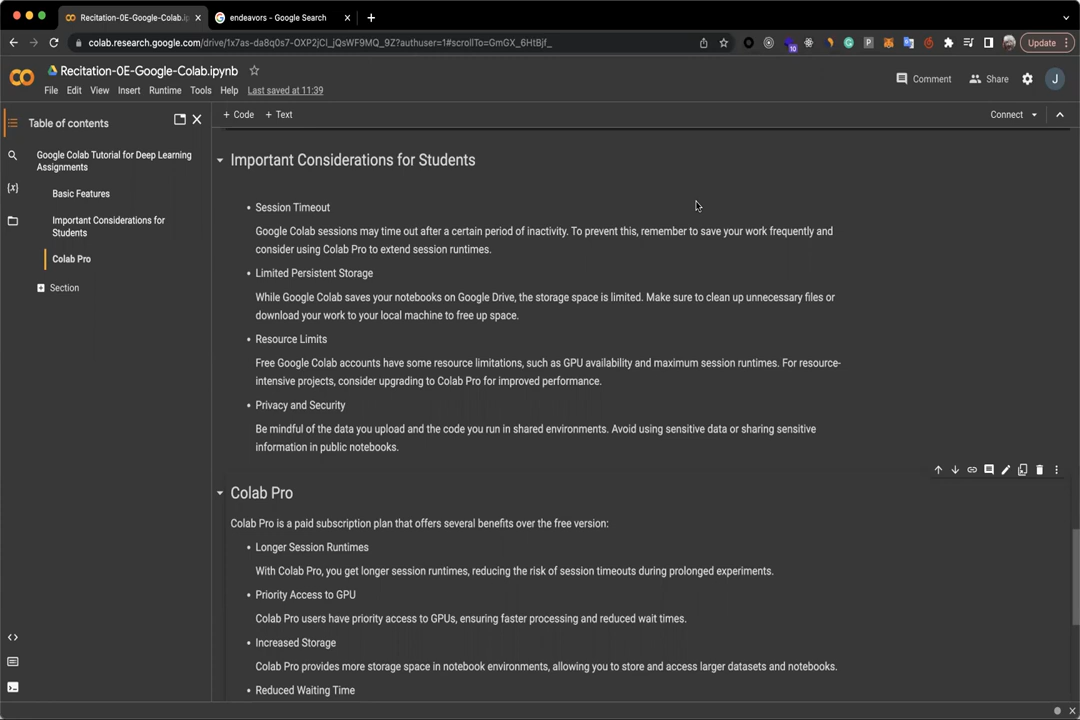 Recitation-0E-Google-Colab.ip
endeavors - Google Search
colab.research.google.com/drive/1x7as-da8q0s7-OXP2jCl_jQsWF9MQ_9Z?authuser=1#scrollTo=GmGX_6HtBjf_
10
P
Update
CO
Recitation-0E-Google-Colab.ipynb
Comment
Share
J
File Edit View Insert Runtime Tools Help Last saved at 11:39
+ Code + Text
Connect
Table of contents
Google Colab Tutorial for Deep Learning
Assignments
Basic Features
Important Considerations for
Students
Colab Pro
Section
{x}
Important Considerations for Students
• Session Timeout
Google Colab sessions may time out after a certain period of inactivity. To prevent this, remember to save your work frequently and
consider using Colab Pro to extend session runtimes.
• Limited Persistent Storage
While Google Colab saves your notebooks on Google Drive, the storage space is limited. Make sure to clean up unnecessary files or
download your work to your local machine to free up space.
• Resource Limits
Free Google Colab accounts have some resource limitations, such as GPU availability and maximum session runtimes. For resource-
intensive projects, consider upgrading to Colab Pro for improved performance.
• Privacy and Security
Be mindful of the data you upload and the code you run in shared environments. Avoid using sensitive data or sharing sensitive
information in public notebooks.
Colab Pro
Colab Pro is a paid subscription plan that offers several benefits over the free version:
• Longer Session Runtimes
With Colab Pro, you get longer session runtimes, reducing the risk of session timeouts during prolonged experiments.
• Priority Access to GPU
Colab Pro users have priority access to GPUs, ensuring faster processing and reduced wait times.
• Increased Storage
Colab Pro provides more storage space in notebook environments, allowing you to store and access larger datasets and notebooks.
• Reduced Waiting Time